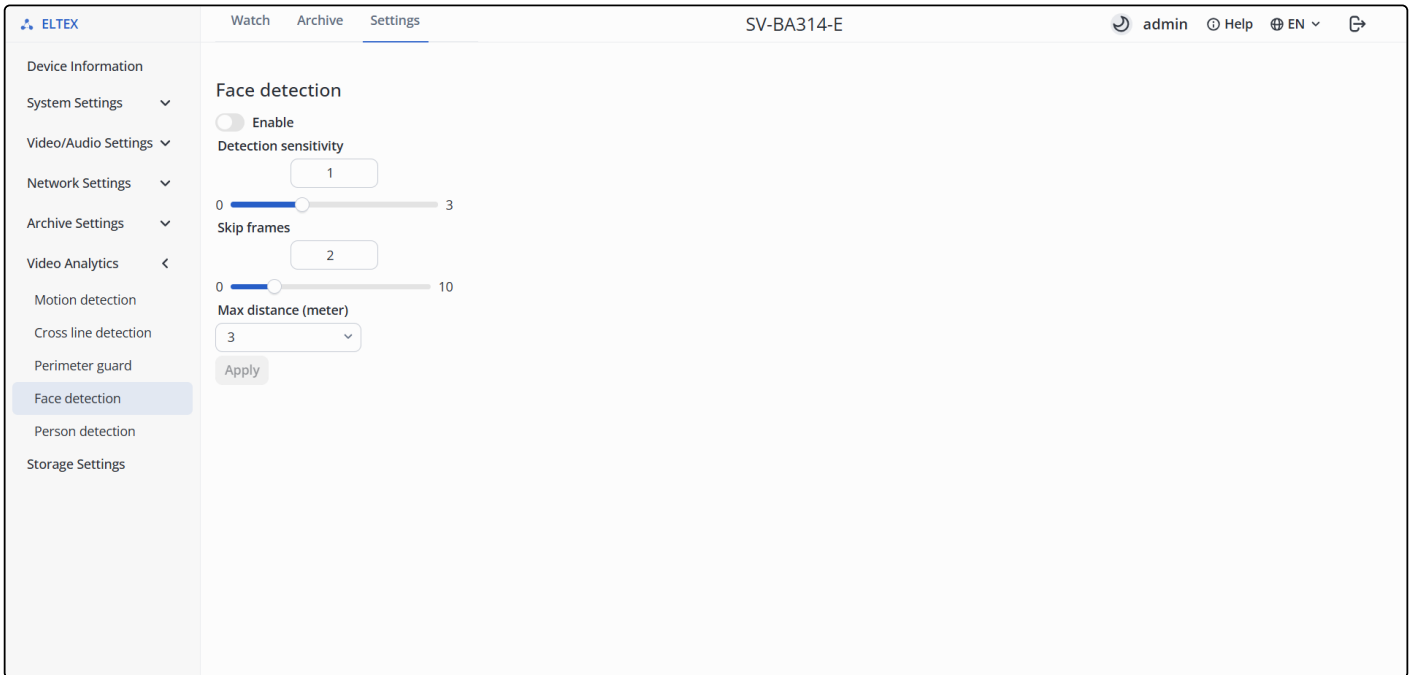 ELTEX
Watch Archive Settings
SV-BA314-E
admin Help EN
Device Information
System Settings
Video/Audio Settings
Network Settings
Archive Settings
Video Analytics
Motion detection
Cross line detection
Perimeter guard
Face detection
Person detection
Storage Settings
Face detection
Enable
Detection sensitivity
1
0 3
Skip frames
2
0 10
Max distance (meter)
3
Apply